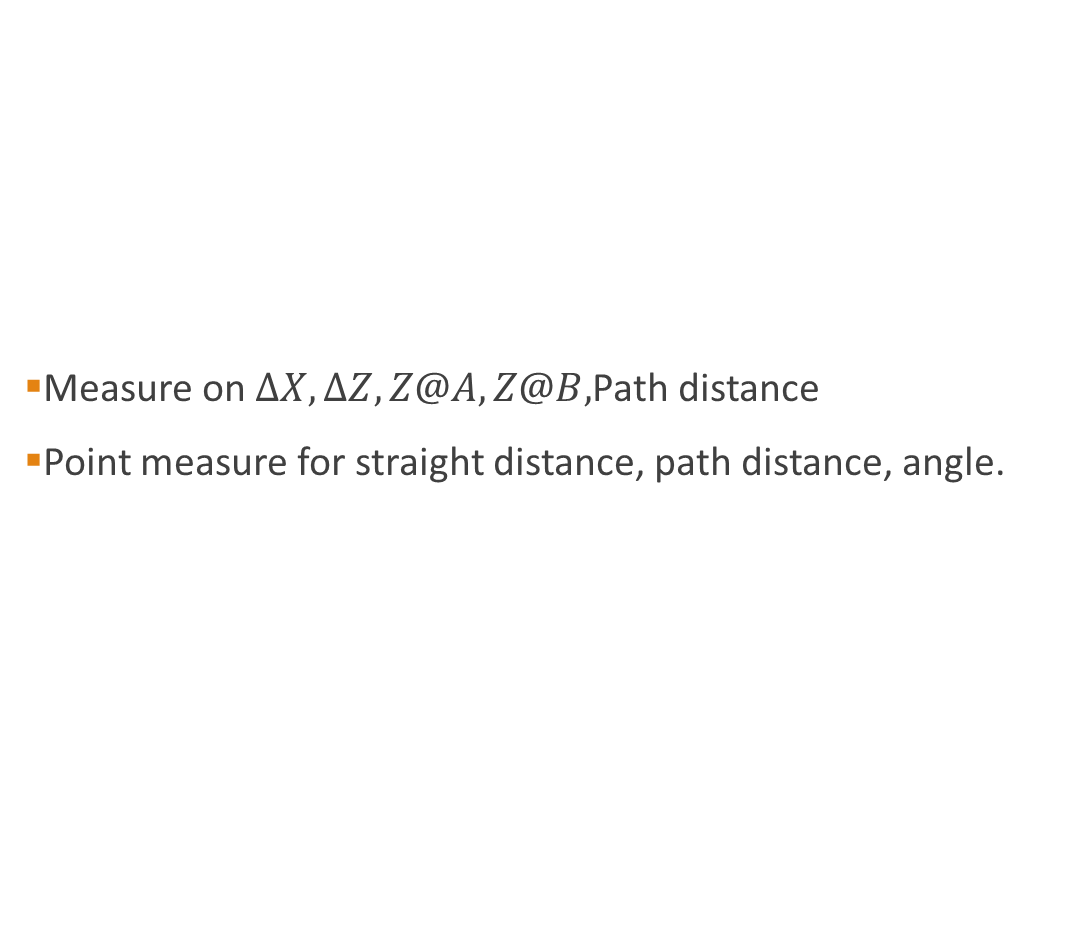 ▪Measure on ΔX, ΔZ, Z@A, Z@B,Path distance
▪Point measure for straight distance, path distance, angle.